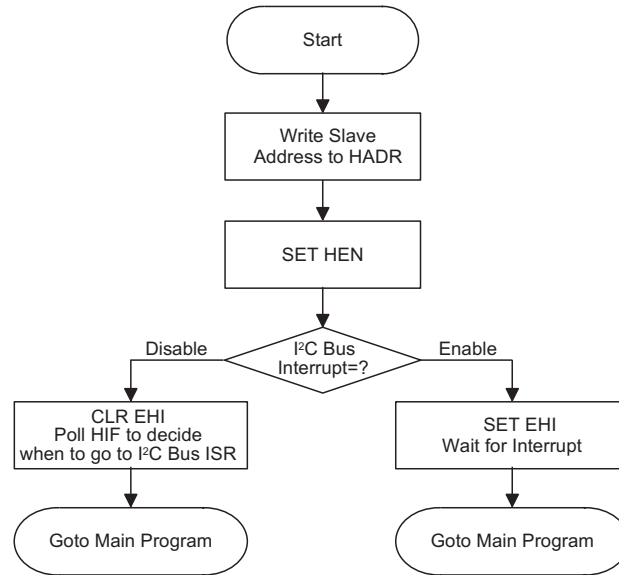 Start
Write Slave
Address to HADR
SET HEN
I²C Bus
Interrupt=?
Disable
Enable
CLR EHI
Poll HIF to decide
when to go to I²C Bus ISR
SET EHI
Wait for Interrupt
Goto Main Program
Goto Main Program